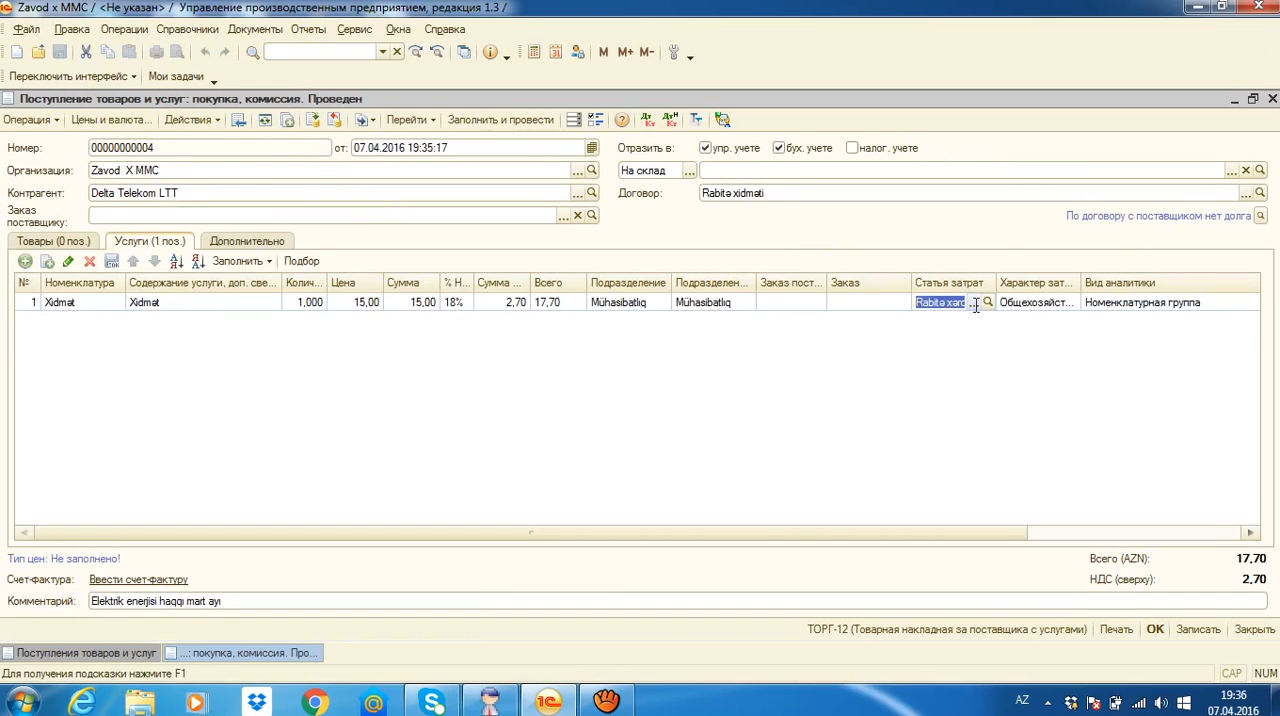 Zavod x MMC / <Не указан> / Управление производственным предприятием, редакция 1.3 /
Файл Правка Операции Справочники Документы Отчеты Сервис Окна Справка
M M+ M−
Переключить интерфейс Мои задачи
Поступление товаров и услуг: покупка, комиссия. Проведен
Операция Цены и валюта... Действия Перейти Заполнить и провести
Номер: 00000000004 от: 07.04.2016 19:35:17 Отразить в: упр. учете бух. учете налог. учете
Организация: Zavod X MMC На склад
Контрагент: Delta Telekom LTT Договор: Rabitə xidməti
Заказ поставщику: По договору с поставщиком нет долга
Товары (0 поз.) Услуги (1 поз.) Дополнительно
Заполнить Подбор
№ Номенклатура Содержание услуги, доп. све... Колич... Цена Сумма % Н... Сумма ... Всего Подразделение Подразделен... Заказ пост... Заказ Статья затрат Характер зат... Вид аналитики
1 Xidmət Xidmət 1,000 15,00 15,00 18% 2,70 17,70 Mühasibatlıq Mühasibatlıq Rabitə xərc Общехозяйст... Номенклатурная группа
Тип цен: Не заполнено! Всего (AZN): 17,70
Счет-фактура: Ввести счет-фактуру НДС (сверху): 2,70
Комментарий: Elektrik enerjisi haqqı mart ayı
ТОРГ-12 (Товарная накладная за поставщика с услугами) Печать OK Записать Закрыть
Поступления товаров и услуг ...: покупка, комиссия. Про...
Для получения подсказки нажмите F1 CAP NUM
AZ 19:36
07.04.2016